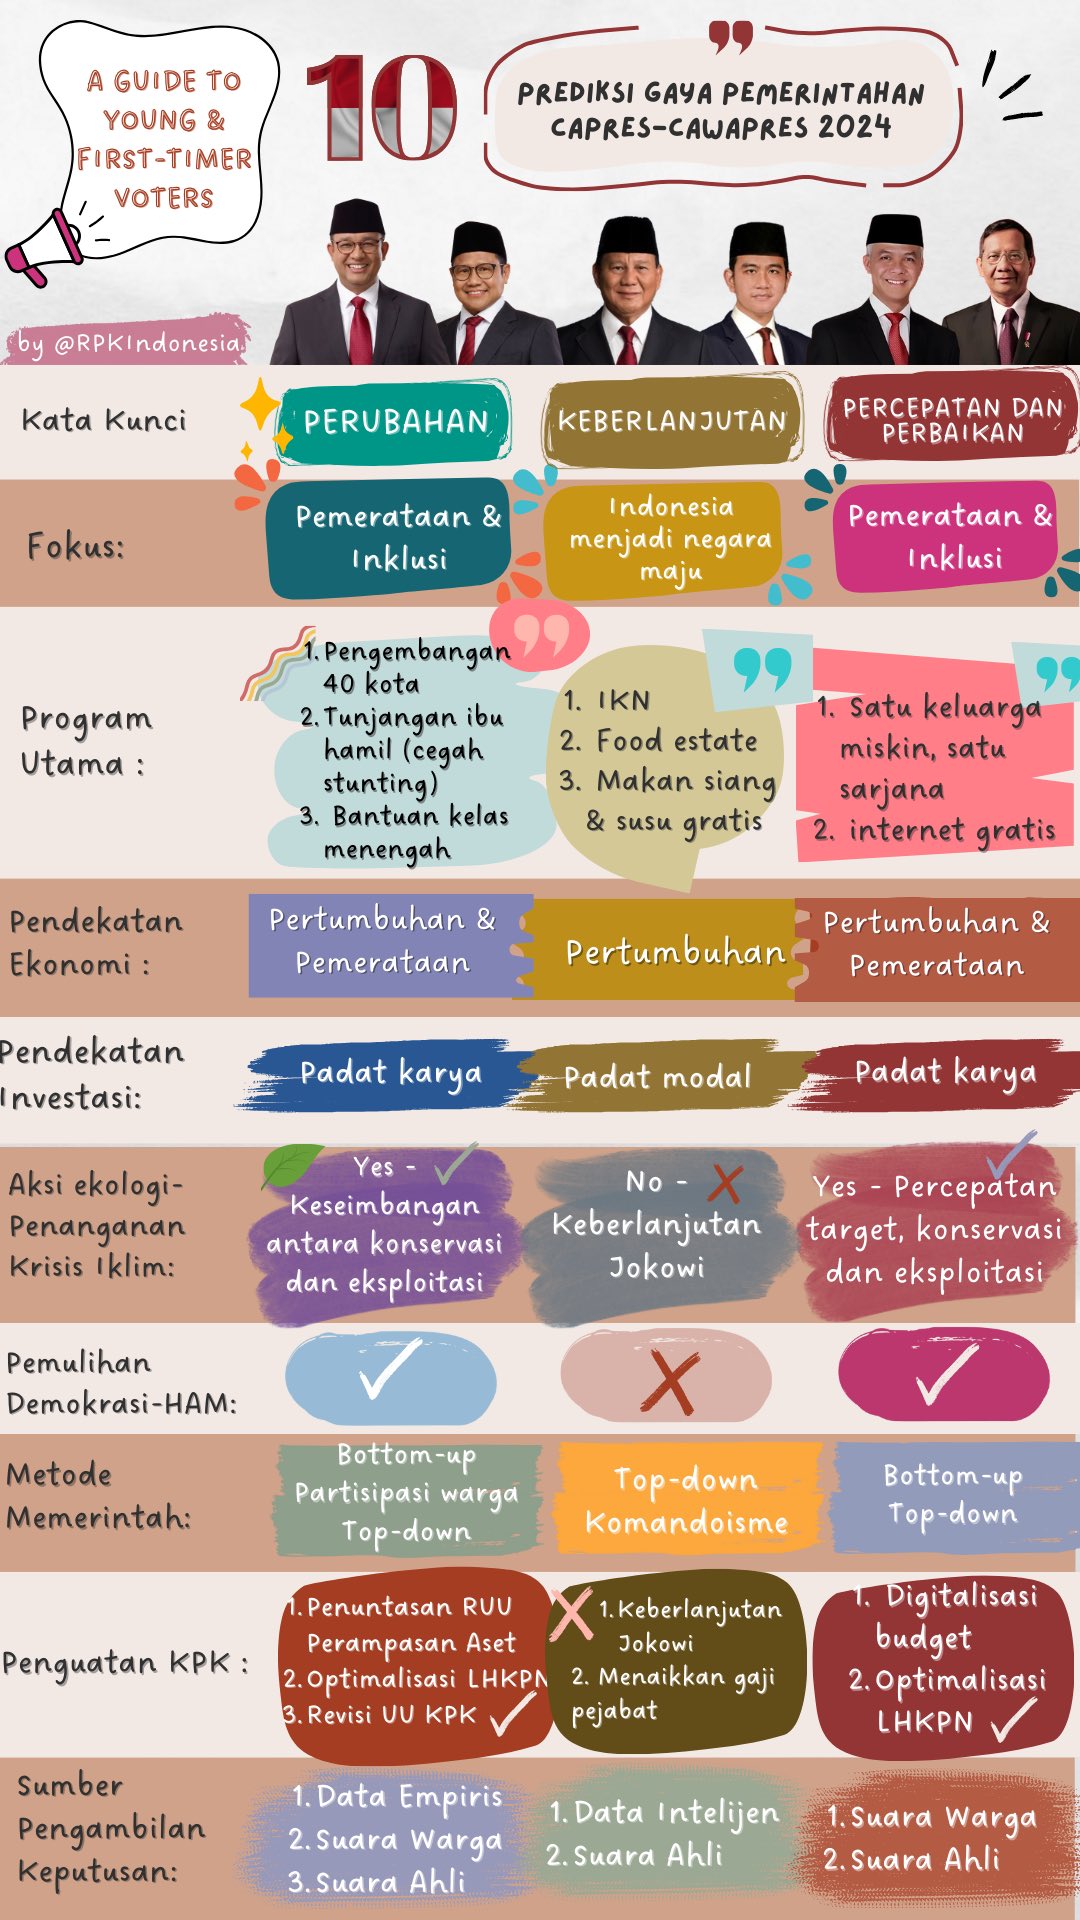 A GUIDE TO
YOUNG &
FIRST-TIMER
VOTERS
10
PREDIKSI GAYA PEMERINTAHAN
CAPRES-CAWAPRES 2024
by @RPKIndonesia
Kata Kunci
PERUBAHAN
KEBERLANJUTAN
PERCEPATAN DAN
PERBAIKAN
Fokus:
Pemerataan &
Inklusi
Indonesia
menjadi negara
maju
Pemerataan &
Inklusi
Program
Utama :
1. Pengembangan
40 kota
2. Tunjangan ibu
hamil (cegah
stunting)
3. Bantuan kelas
menengah
1. IKN
2. Food estate
3. Makan siang
& susu gratis
1. Satu keluarga
miskin, satu
sarjana
2. internet gratis
Pendekatan
Ekonomi :
Pertumbuhan &
Pemerataan
Pertumbuhan
Pertumbuhan &
Pemerataan
Pendekatan
Investasi:
Padat karya
Padat modal
Padat karya
Aksi ekologi-
Penanganan
Krisis Iklim:
Yes -
Keseimbangan
antara konservasi
dan eksploitasi
No -
Keberlanjutan
Jokowi
Yes - Percepatan
target, konservasi
dan eksploitasi
Pemulihan
Demokrasi-HAM:
Metode
Memerintah:
Bottom-up
Partisipasi warga
Top-down
Top-down
Komandoisme
Bottom-up
Top-down
Penguatan KPK :
1. Penuntasan RUU
Perampasan Aset
2. Optimalisasi LHKPN
3. Revisi UU KPK
1. Keberlanjutan
Jokowi
2. Menaikkan gaji
pejabat
1. Digitalisasi
budget
2. Optimalisasi
LHKPN
Sumber
Pengambilan
Keputusan:
1. Data Empiris
2. Suara Warga
3. Suara Ahli
1. Data Intelijen
2. Suara Ahli
1. Suara Warga
2. Suara Ahli